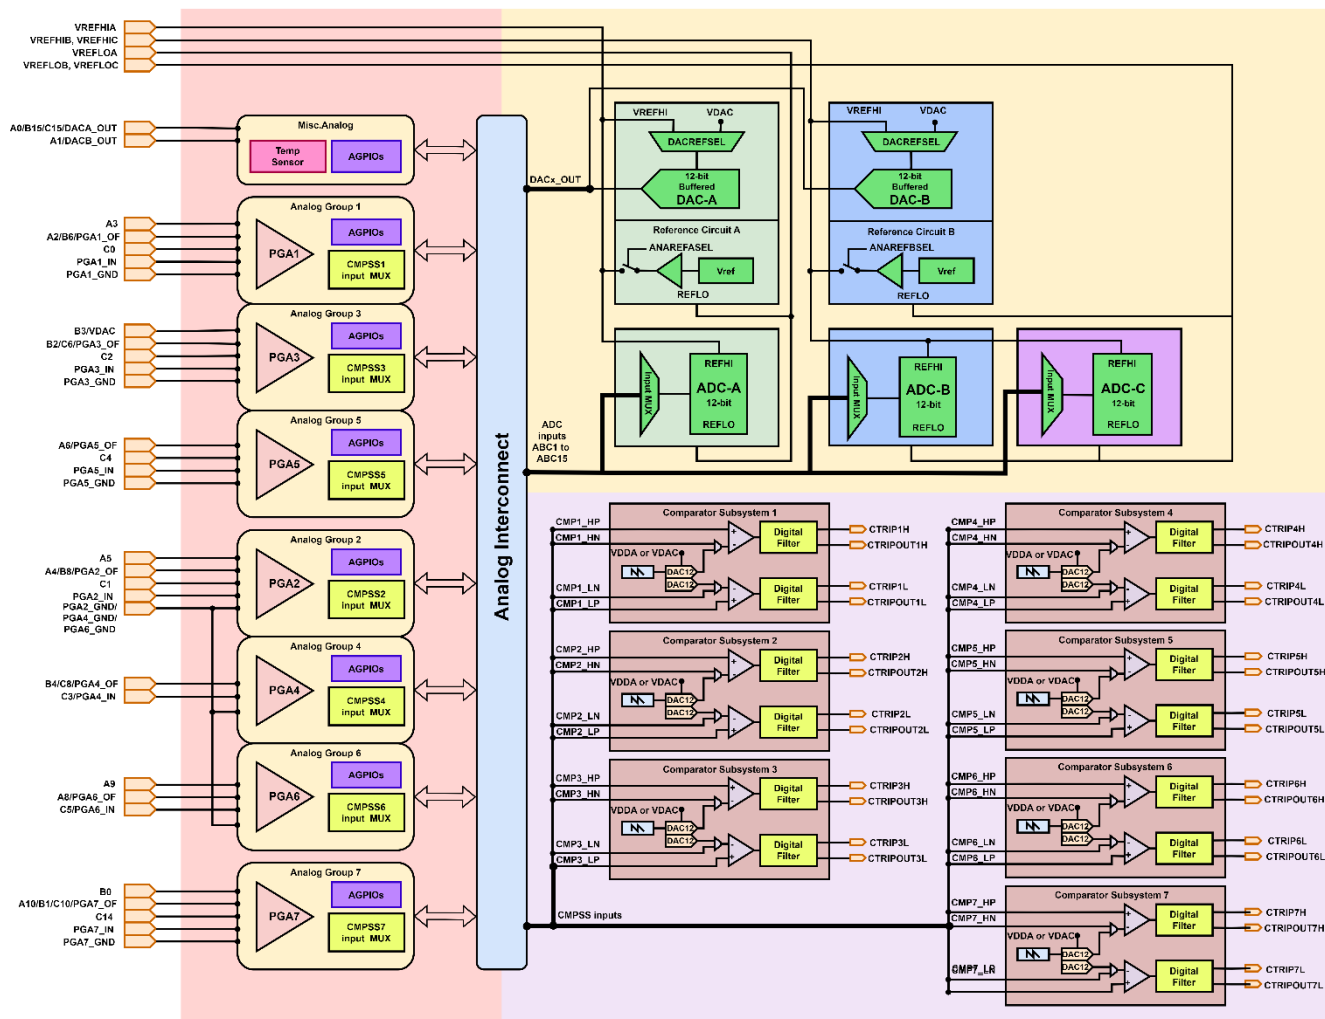 VREFHIA
VREFHIB, VREFHIC
VREFLOA
VREFLOB, VREFLOC
A0/B15/C15/DACA_OUT
A1/DACB_OUT
Misc.Analog
Temp
Sensor
AGPIOs
A3
A2/B6/PGA1_OF
C0
PGA1_IN
PGA1_GND
Analog Group 1
PGA1
AGPIOs
CMPSS1
input MUX
B3/VDAC
B2/C6/PGA3_OF
C2
PGA3_IN
PGA3_GND
Analog Group 3
PGA3
AGPIOs
CMPSS3
input MUX
A6/PGA5_OF
C4
PGA5_IN
PGA5_GND
Analog Group 5
PGA5
AGPIOs
CMPSS5
input MUX
A5
A4/B8/PGA2_OF
C1
PGA2_IN
PGA2_GND/
PGA4_GND/
PGA6_GND
Analog Group 2
PGA2
AGPIOs
CMPSS2
input MUX
B4/C8/PGA4_OF
C3/PGA4_IN
Analog Group 4
PGA4
AGPIOs
CMPSS4
input MUX
A9
A8/PGA6_OF
C5/PGA6_IN
Analog Group 6
PGA6
AGPIOs
CMPSS6
input MUX
B0
A10/B1/C10/PGA7_OF
C14
PGA7_IN
PGA7_GND
Analog Group 7
PGA7
AGPIOs
CMPSS7
input MUX
Analog Interconnect
DACx_OUT
VREFHI
VDAC
DACREFSEL
12-bit
Buffered
DAC-A
Reference Circuit A
ANAREFASEL
Vref
REFLO
VREFHI
VDAC
DACREFSEL
12-bit
Buffered
DAC-B
Reference Circuit B
ANAREFBSEL
Vref
REFLO
ADC
inputs
ABC1 to
ABC15
Input MUX
REFHI
ADC-A
12-bit
REFLO
Input MUX
REFHI
ADC-B
12-bit
REFLO
Input MUX
REFHI
ADC-C
12-bit
REFLO
Comparator Subsystem 1
CMP1_HP
CMP1_HN
VDDA or VDAC
DAC12
DAC12
CMP1_LN
CMP1_LP
+
-
-
+
Digital
Filter
Digital
Filter
CTRIP1H
CTRIPOUT1H
CTRIP1L
CTRIPOUT1L
Comparator Subsystem 2
CMP2_HP
CMP2_HN
VDDA or VDAC
DAC12
DAC12
CMP2_LN
CMP2_LP
+
-
-
+
Digital
Filter
Digital
Filter
CTRIP2H
CTRIPOUT2H
CTRIP2L
CTRIPOUT2L
Comparator Subsystem 3
CMP3_HP
CMP3_HN
VDDA or VDAC
DAC12
DAC12
CMP3_LN
CMP3_LP
+
-
-
+
Digital
Filter
Digital
Filter
CTRIP3H
CTRIPOUT3H
CTRIP3L
CTRIPOUT3L
CMPSS inputs
Comparator Subsystem 4
CMP4_HP
CMP4_HN
VDDA or VDAC
DAC12
DAC12
CMP4_LN
CMP4_LP
+
-
-
+
Digital
Filter
Digital
Filter
CTRIP4H
CTRIPOUT4H
CTRIP4L
CTRIPOUT4L
Comparator Subsystem 5
CMP5_HP
CMP5_HN
VDDA or VDAC
DAC12
DAC12
CMP5_LN
CMP5_LP
+
-
-
+
Digital
Filter
Digital
Filter
CTRIP5H
CTRIPOUT5H
CTRIP5L
CTRIPOUT5L
Comparator Subsystem 6
CMP6_HP
CMP6_HN
VDDA or VDAC
DAC12
DAC12
CMP6_LN
CMP6_LP
+
-
-
+
Digital
Filter
Digital
Filter
CTRIP6H
CTRIPOUT6H
CTRIP6L
CTRIPOUT6L
Comparator Subsystem 7
CMP7_HP
CMP7_HN
VDDA or VDAC
DAC12
DAC12
+
-
-
+
Digital
Filter
Digital
Filter
CTRIP7H
CTRIPOUT7H
CTRIP7L
CTRIPOUT7L